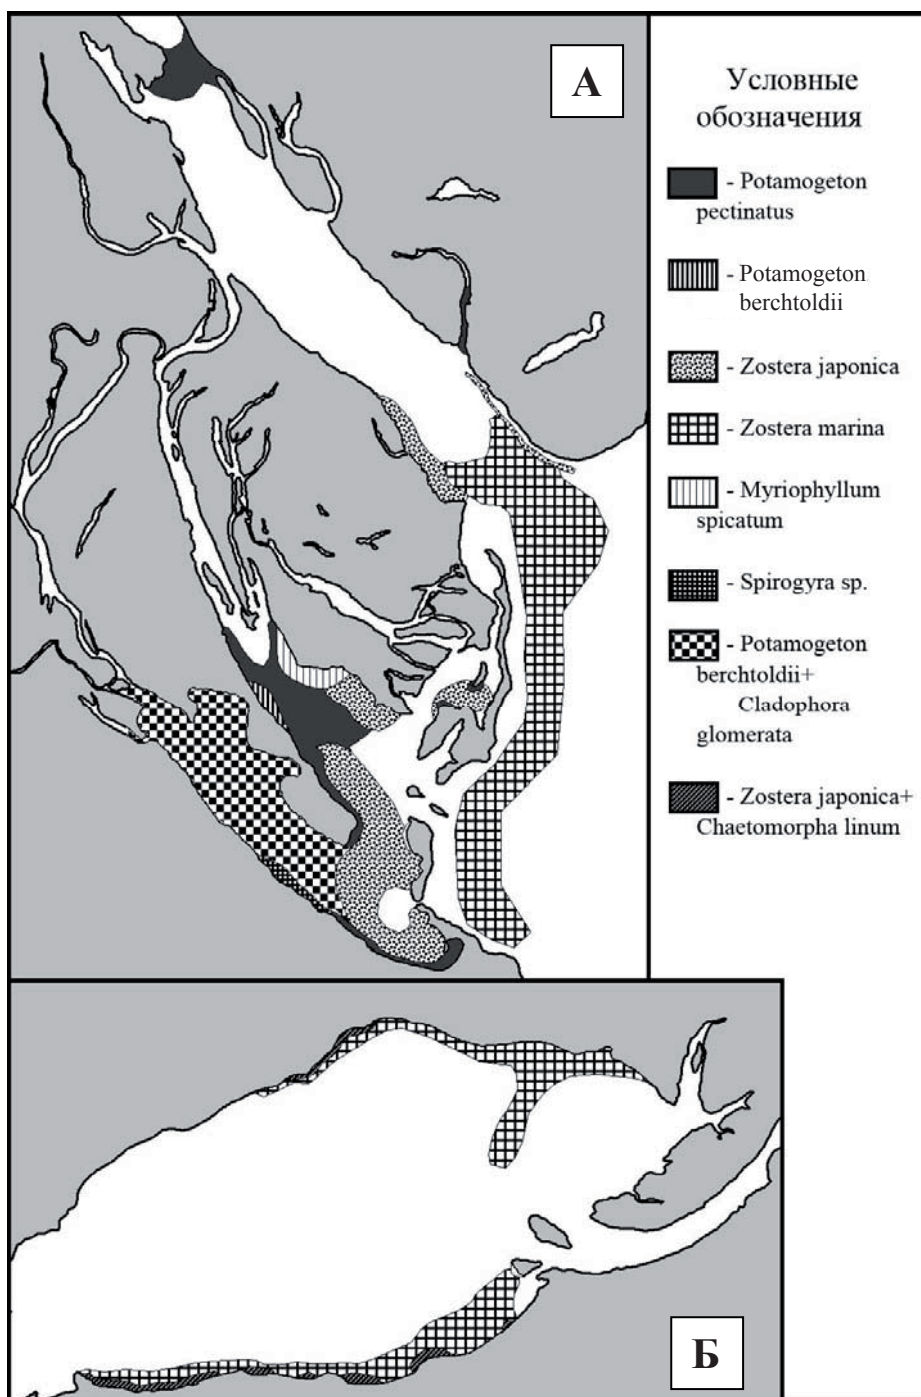 А
Условные
обозначения
- Potamogeton
pectinatus
- Potamogeton
berchtoldii
- Zostera japonica
- Zostera marina
- Myriophyllum
spicatum
- Spirogyra sp.
- Potamogeton
berchtoldii+
Cladophora
glomerata
- Zostera japonica+
Chaetomorpha linum
Б